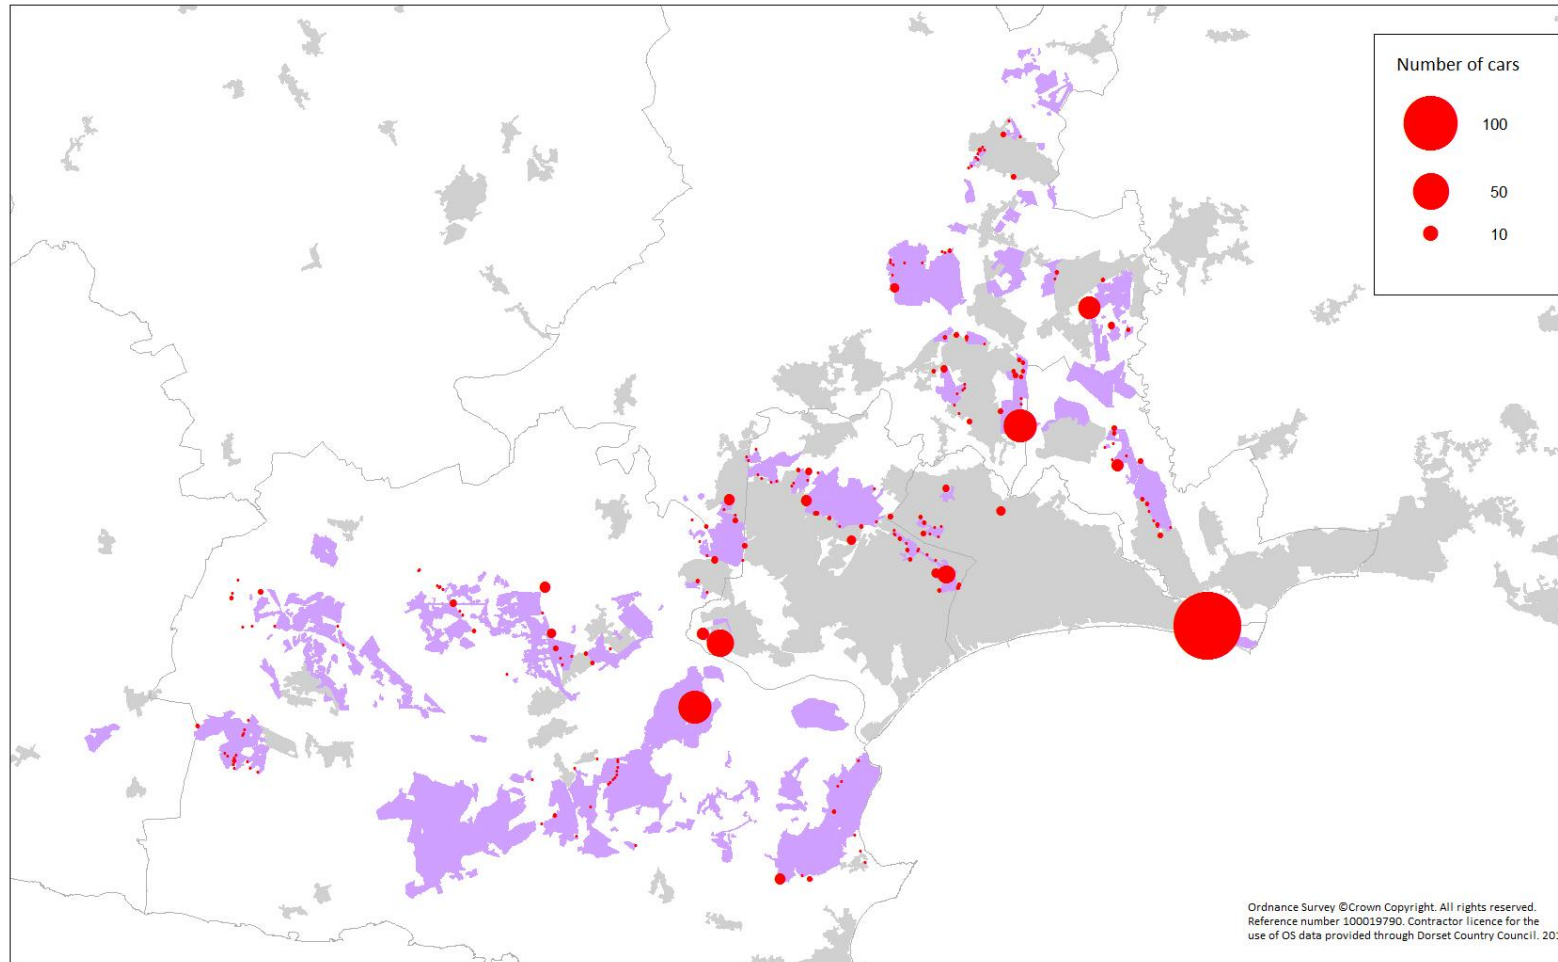 Number of cars
100
50
10
Ordnance Survey ©Crown Copyright. All rights reserved.
Reference number 100019790. Contractor licence for the
use of OS data provided through Dorset Country Council. 201